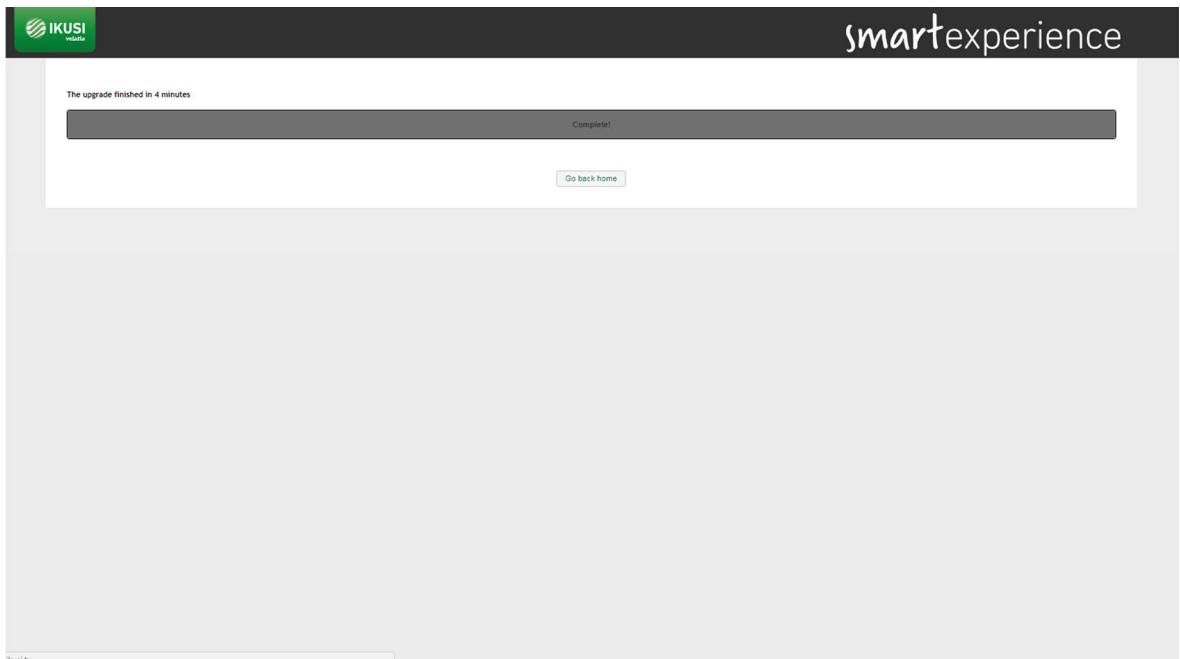 IKUSI
velatia
smartexperience
The upgrade finished in 4 minutes
Complete!
Go back home